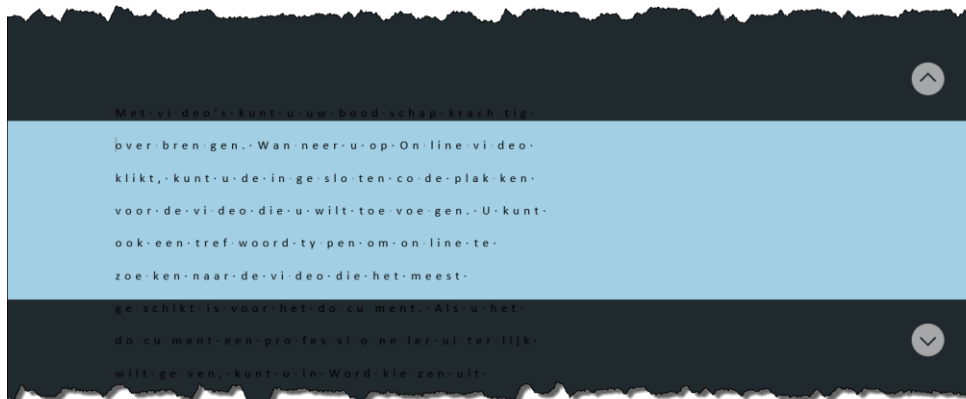 Met·vi·deo's·kunt·u·uw·bood·schap·krach·tig·
over·bren·gen.·Wan·neer·u·op·On·line·vi·deo·
klikt,·kunt·u·de·in·ge·slo·ten·co·de·plak·ken·
voor·de·vi·deo·die·u·wilt·toe·voe·gen.·U·kunt·
ook·een·tref·woord·ty·pen·om·on·line·te·
zoe·ken·naar·de·vi·deo·die·het·meest·
ge·schikt·is·voor·het·do·cu·ment.·Als·u·het·
do·cu·ment·een·pro·fes·si·o·ne·ler·ui·ter·lijk·
wilt·ge·ven,·kunt·u·in·Word·kie·zen·uit·